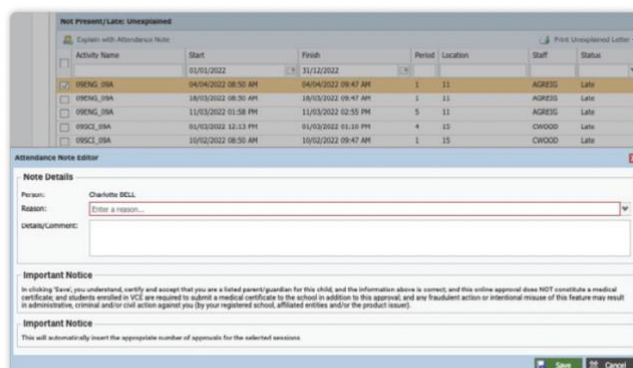 Not Present/Late: Unexplained
Explain with Attendance Note Print Unexplained Letter
Activity Name Start Finish Period Location Staff Status
01/01/2022 31/12/2022
09ENG_09A 04/04/2022 08:50 AM 04/04/2022 09:47 AM 1 11 AGREIG Late
09ENG_09A 18/03/2022 08:50 AM 18/03/2022 09:47 AM 1 11 AGREIG Late
09ENG_09A 11/03/2022 01:58 PM 11/03/2022 02:55 PM 5 11 AGREIG Late
09SCI_09A 01/03/2022 12:13 PM 01/03/2022 01:10 PM 4 15 CWOOD Late
09SCI_09A 10/02/2022 08:50 AM 10/02/2022 09:47 AM 1 15 CWOOD Late
Attendance Note Editor
Note Details
Person: Charlotte BELL
Reason: Enter a reason...
Details/Comment:
Important Notice
In clicking 'Save', you understand, certify and accept that you are a listed parent/guardian for this child; and the information above is correct; and this online approval does NOT constitute a medical
certificate; and students enrolled in VCE are required to submit a medical certificate to the school in addition to this approval; and any fraudulent action or intentional misuse of this feature may result
in administrative, criminal and/or civil action against you (by your registered school, affiliated entities and/or the product issuer).
Important Notice
This will automatically insert the appropriate number of approvals for the selected sessions
Save Cancel